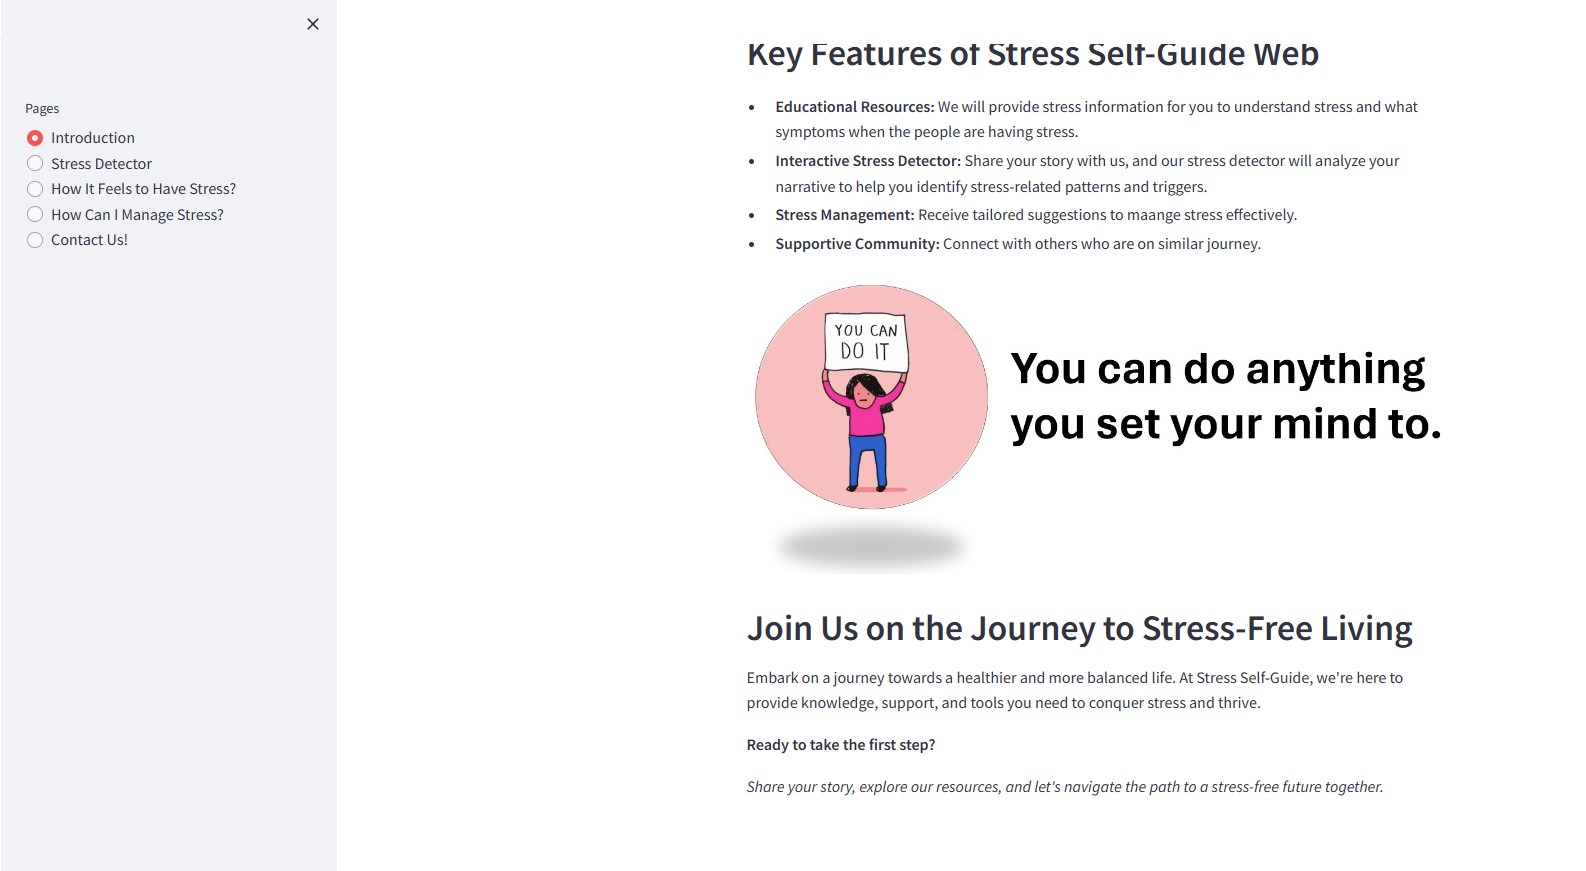 Pages
Introduction
Stress Detector
How It Feels to Have Stress?
How Can I Manage Stress?
Contact Us!
Key Features of Stress Self-Guide Web
Educational Resources: We will provide stress information for you to understand stress and what
symptoms when the people are having stress.
Interactive Stress Detector: Share your story with us, and our stress detector will analyze your
narrative to help you identify stress-related patterns and triggers.
Stress Management: Receive tailored suggestions to maange stress effectively.
Supportive Community: Connect with others who are on similar journey.
YOU CAN
DO IT
You can do anything
you set your mind to.
Join Us on the Journey to Stress-Free Living
Embark on a journey towards a healthier and more balanced life. At Stress Self-Guide, we're here to
provide knowledge, support, and tools you need to conquer stress and thrive.
Ready to take the first step?
Share your story, explore our resources, and let's navigate the path to a stress-free future together.